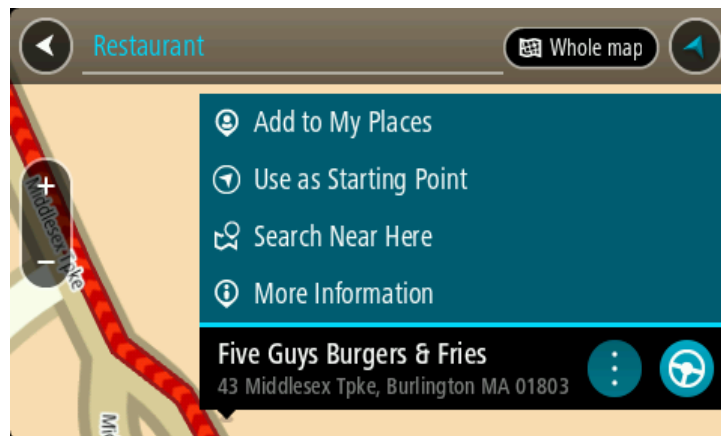 Restaurant
Whole map
Add to My Places
Use as Starting Point
Search Near Here
More Information
Five Guys Burgers & Fries
43 Middlesex Tpke, Burlington MA 01803
+
−
Middlesex Tpke
Mi